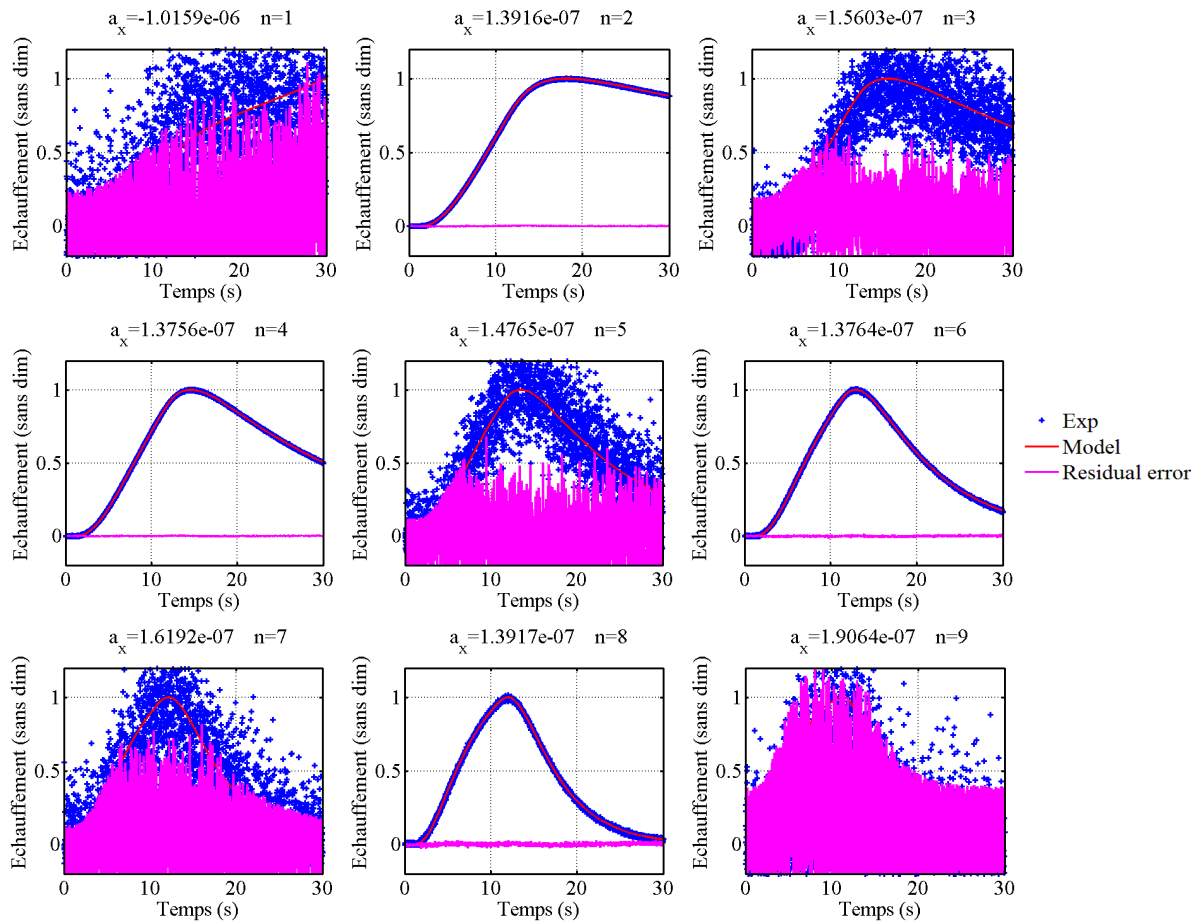 a_x=-1.0159e-06 n=1
a_x=1.3916e-07 n=2
a_x=1.5603e-07 n=3
Echauffement (sans dim)
1
0.5
0
0 10 20 30
Temps (s)
Echauffement (sans dim)
1
0.5
0
0 10 20 30
Temps (s)
Echauffement (sans dim)
1
0.5
0
0 10 20 30
Temps (s)
a_x=1.3756e-07 n=4
a_x=1.4765e-07 n=5
a_x=1.3764e-07 n=6
Echauffement (sans dim)
1
0.5
0
0 10 20 30
Temps (s)
Echauffement (sans dim)
1
0.5
0
0 10 20 30
Temps (s)
Echauffement (sans dim)
1
0.5
0
0 10 20 30
Temps (s)
Exp
Model
Residual error
a_x=1.6192e-07 n=7
a_x=1.3917e-07 n=8
a_x=1.9064e-07 n=9
Echauffement (sans dim)
1
0.5
0
0 10 20 30
Temps (s)
Echauffement (sans dim)
1
0.5
0
0 10 20 30
Temps (s)
Echauffement (sans dim)
1
0.5
0
0 10 20 30
Temps (s)